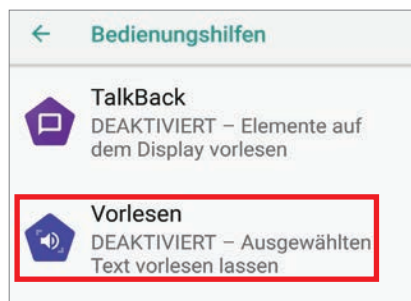 Bedienungshilfen
TalkBack
DEAKTIVIERT – Elemente auf
dem Display vorlesen
Vorlesen
DEAKTIVIERT – Ausgewählten
Text vorlesen lassen